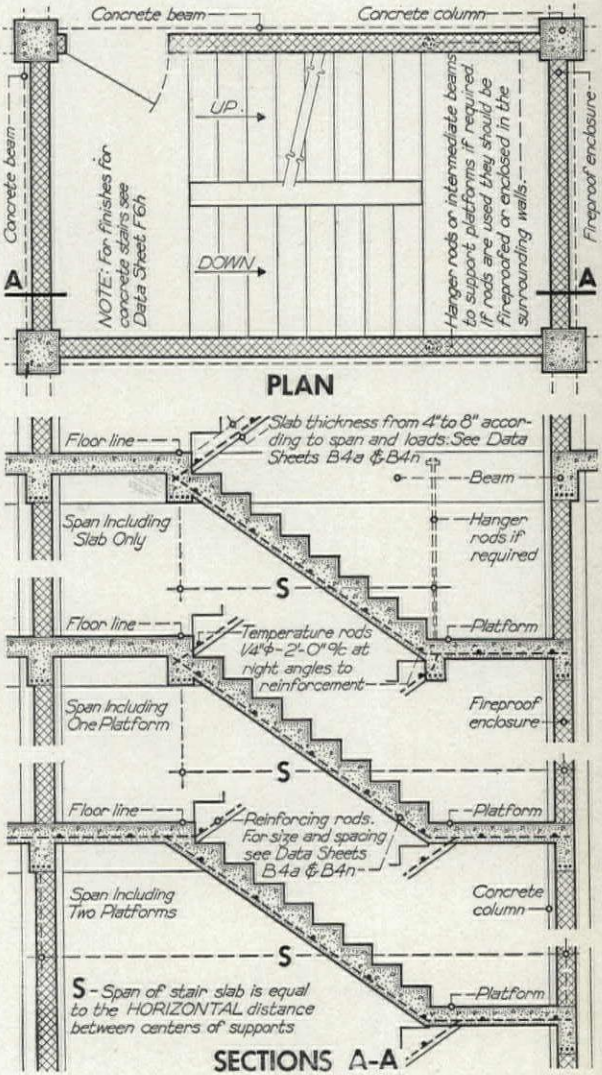 Concrete beam
Concrete column
Concrete beam
UP.
Hanger rods or intermediate beams
to support platforms if required.
If rods are used they should be
fireproofed or enclosed in the
surrounding walls.
Fireproof enclosure
NOTE: For finishes for
concrete stairs see
Data Sheet F6h
DOWN
A
A
PLAN
Slab thickness from 4" to 8" accor-
ding to span and loads. See Data
Sheets B4a & B4n
Floor line
Beam
Span Including
Slab Only
Hanger
rods if
required
S
Floor line
Temperature rods
1/4"φ - 2'-0" o/c at
right angles to
reinforcement
Platform
Span Including
One Platform
Fireproof
enclosure
S
Floor line
Reinforcing rods.
For size and spacing
see Data Sheets
B4a & B4n
Platform
Span Including
Two Platforms
Concrete
column
S
S - Span of stair slab is equal
to the HORIZONTAL distance
between centers of supports
Platform
SECTIONS A-A